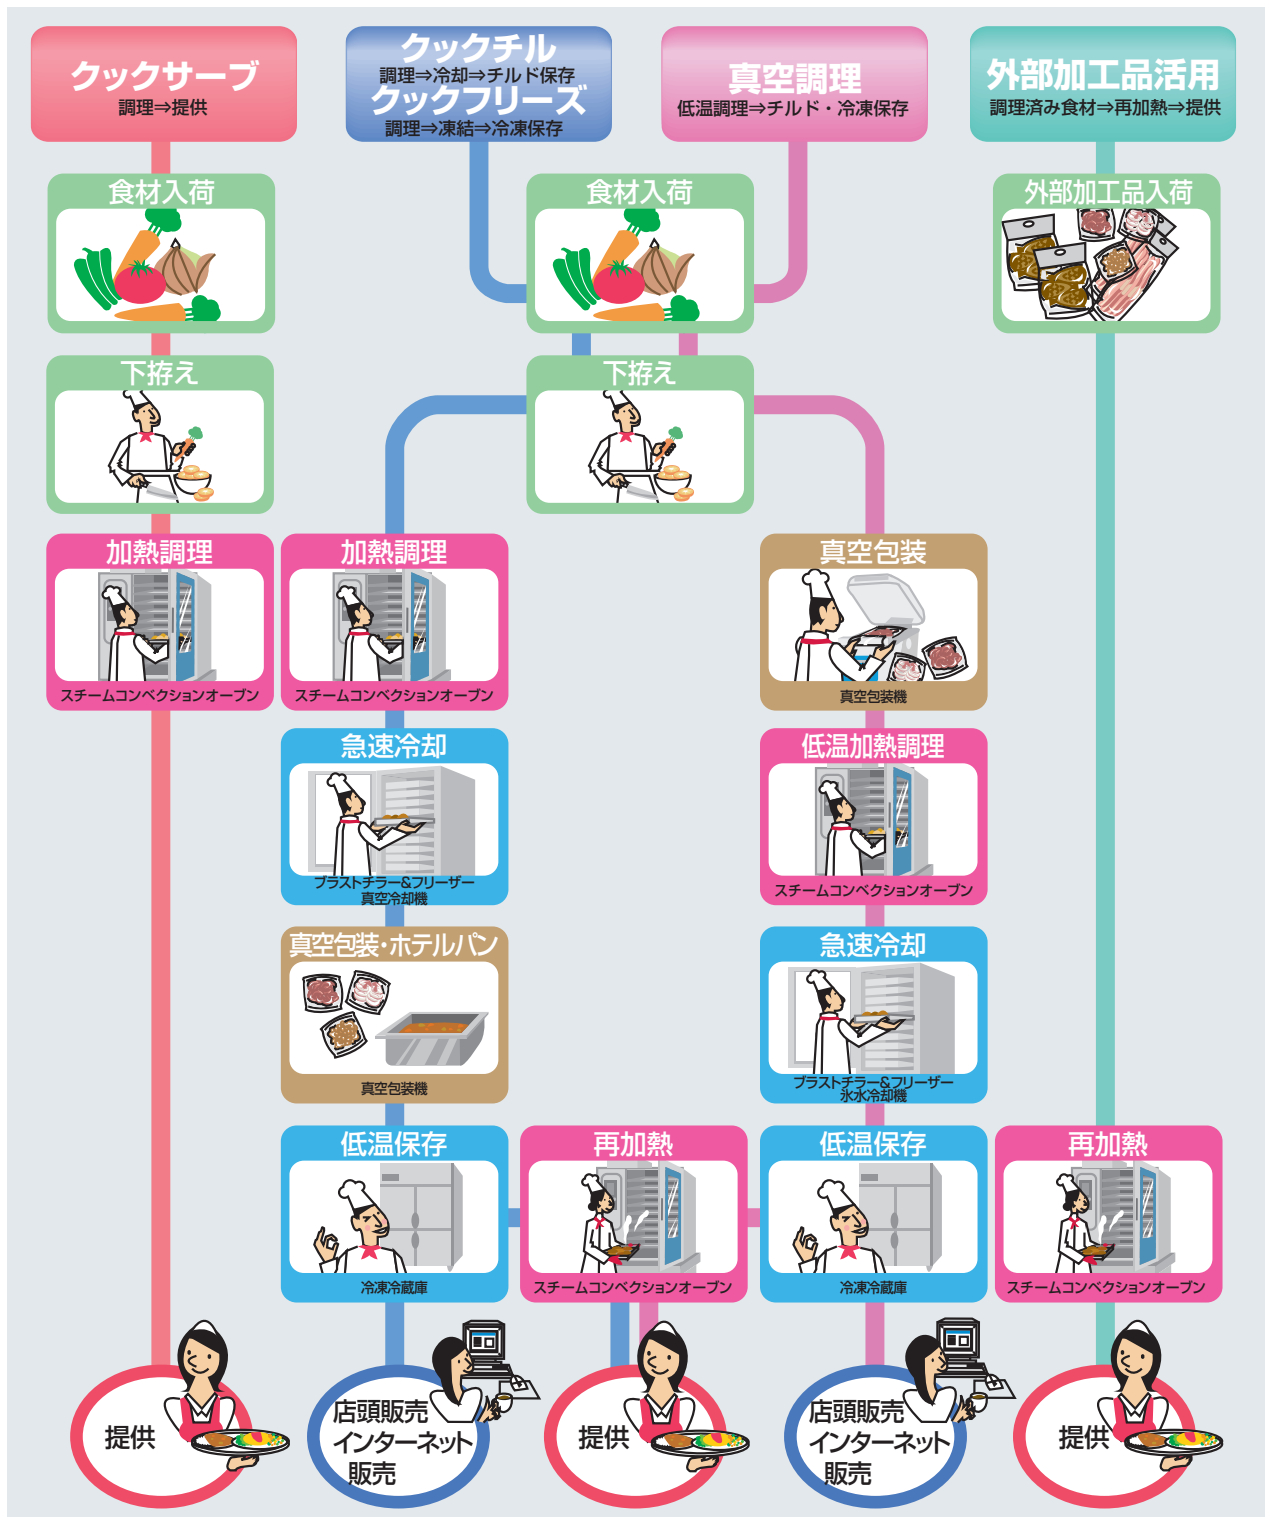 クックサーブ
調理⇒提供
クックチル
調理⇒冷却⇒チルド保存
クックフリーズ
調理⇒凍結⇒冷凍保存
真空調理
低温調理⇒チルド・冷凍保存
外部加工品活用
調理済み食材⇒再加熱⇒提供
食材入荷
食材入荷
外部加工品入荷
下拵え
下拵え
加熱調理
スチームコンベクションオーブン
加熱調理
スチームコンベクションオーブン
真空包装
真空包装機
急速冷却
ブラストチラー&フリーザー
真空冷却機
低温加熱調理
スチームコンベクションオーブン
真空包装・ホテルパン
真空包装機
急速冷却
ブラストチラー&フリーザー
氷水冷却機
低温保存
冷凍冷蔵庫
再加熱
スチームコンベクションオーブン
低温保存
冷凍冷蔵庫
再加熱
スチームコンベクションオーブン
提供
店頭販売
インターネット
販売
提供
店頭販売
インターネット
販売
提供